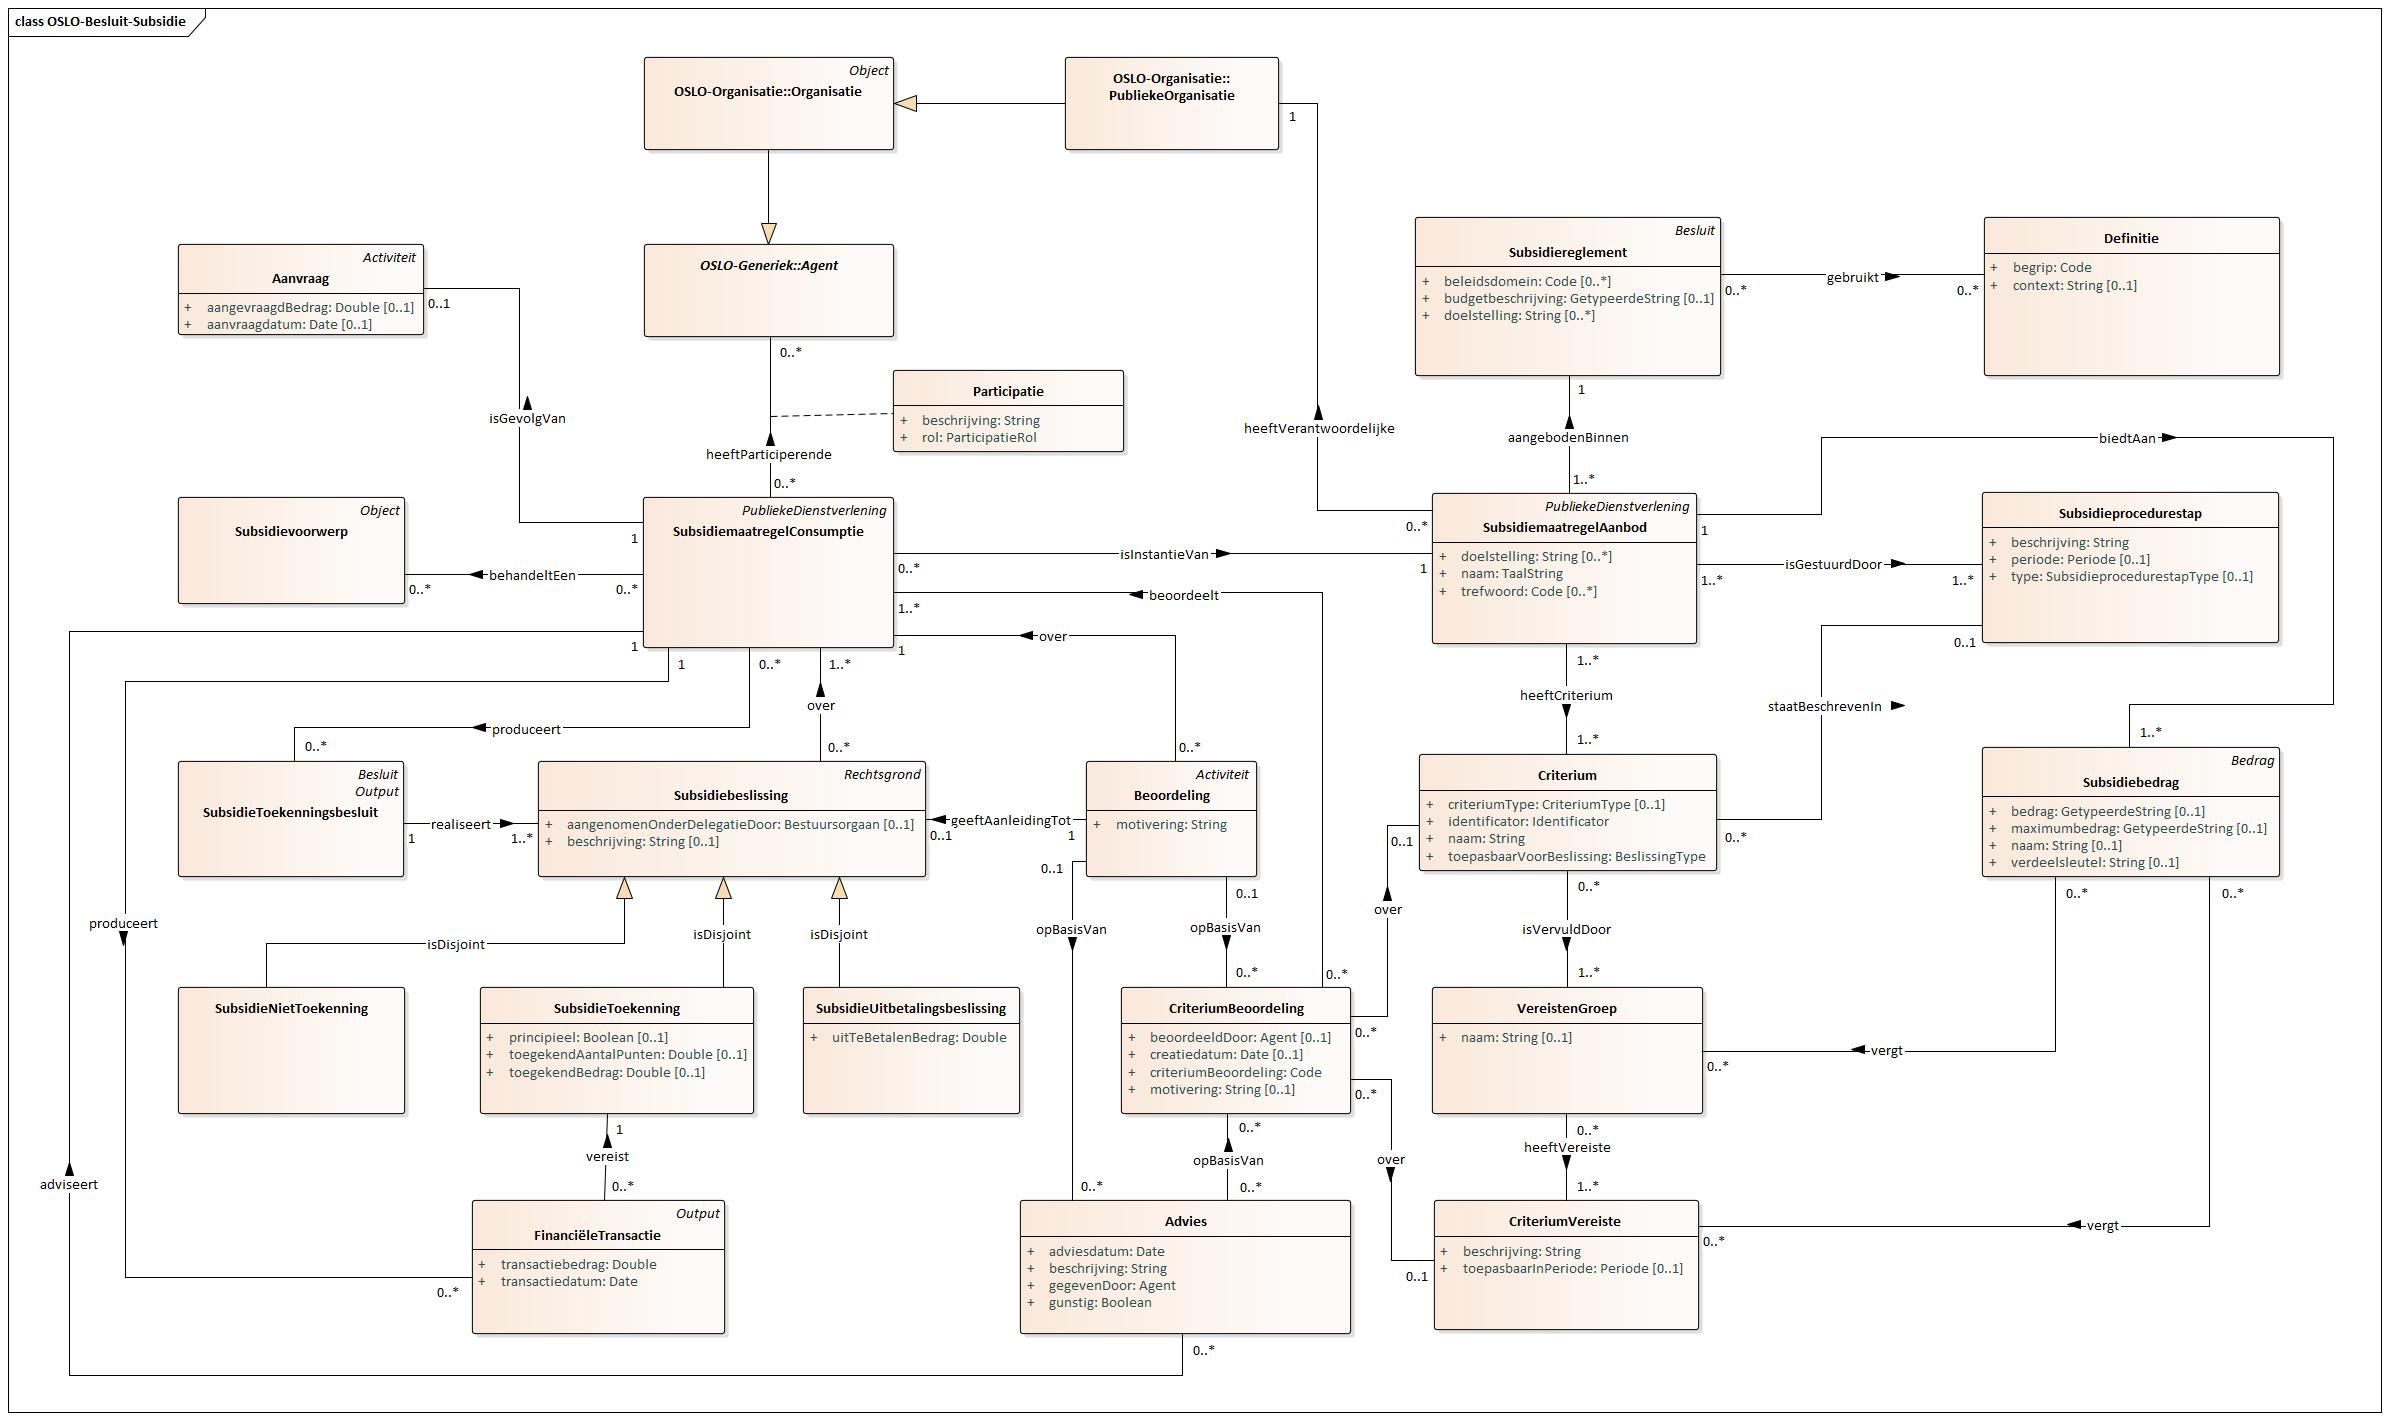 class OSLO-Besluit-Subsidie
Object
OSLO-Organisatie::Organisatie
OSLO-Organisatie::
PubliekeOrganisatie
1
Aanvraag
Activiteit
+ aangevraagdBedrag: Double [0..1]
+ aanvraagdatum: Date [0..1]
0..1
isGevolgVan
1
OSLO-Generiek::Agent
0..*
heeftParticiperende
0..*
Participatie
+ beschrijving: String
+ rol: ParticipatieRol
heeftVerantwoordelijke
0..*
Besluit
Subsidiereglement
+ beleidsdomein: Code [0..*]
+ budgetbeschrijving: GetypeerdeString [0..1]
+ doelstelling: String [0..*]
0..*
gebruikt
0..*
Definitie
+ begrip: Code
+ context: String [0..1]
1
aangebodenBinnen
1..*
biedtAan
1
1..*
Object
Subsidievoorwerp
0..*
behandeltEen
0..*
PubliekeDienstverlening
SubsidiemaatregelConsumptie
0..*
isInstantieVan
1
PubliekeDienstverlening
SubsidiemaatregelAanbod
+ doelstelling: String [0..*]
+ naam: TaalString
+ trefwoord: Code [0..*]
1..*
isGestuurdDoor
1..*
Subsidieprocedurestap
+ beschrijving: String
+ periode: Periode [0..1]
+ type: SubsidieprocedurestapType [0..1]
1..*
beoordeelt
0..*
1
over
0..*
1
adviseert
0..*
1
produceert
0..*
0..*
produceert
0..*
1..*
over
0..*
1..*
heeftCriterium
1..*
0..1
staatBeschrevenIn
0..*
Besluit
Output
SubsidieToekenningsbesluit
1
realiseert
1..*
Rechtsgrond
Subsidiebeslissing
+ aangenomenOnderDelegatieDoor: Bestuursorgaan [0..1]
+ beschrijving: String [0..1]
0..1
geeftAanleidingTot
1
Activiteit
Beoordeling
+ motivering: String
0..1
opBasisVan
0..*
0..1
opBasisVan
0..*
Criterium
+ criteriumType: CriteriumType [0..1]
+ identificator: Identificator
+ naam: String
+ toepasbaarVoorBeslissing: BeslissingType
Bedrag
Subsidiebedrag
+ bedrag: GetypeerdeString [0..1]
+ maximumbedrag: GetypeerdeString [0..1]
+ naam: String [0..1]
+ verdeelsleutel: String [0..1]
0..*
0..*
0..1
over
0..*
0..*
isVervuldDoor
1..*
isDisjoint
isDisjoint
isDisjoint
SubsidieNietToekenning
SubsidieToekenning
+ principieel: Boolean [0..1]
+ toegekendAantalPunten: Double [0..1]
+ toegekendBedrag: Double [0..1]
SubsidieUitbetalingsbeslissing
+ uitTeBetalenBedrag: Double
CriteriumBeoordeling
+ beoordeeldDoor: Agent [0..1]
+ creatiedatum: Date [0..1]
+ criteriumBeoordeling: Code
+ motivering: String [0..1]
VereistenGroep
+ naam: String [0..1]
vergt
0..*
1
vereist
0..*
0..*
opBasisVan
0..*
0..*
over
0..1
0..*
heeftVereiste
1..*
Output
FinanciëleTransactie
+ transactiebedrag: Double
+ transactiedatum: Date
Advies
+ adviesdatum: Date
+ beschrijving: String
+ gegevenDoor: Agent
+ gunstig: Boolean
CriteriumVereiste
+ beschrijving: String
+ toepasbaarInPeriode: Periode [0..1]
vergt
0..*